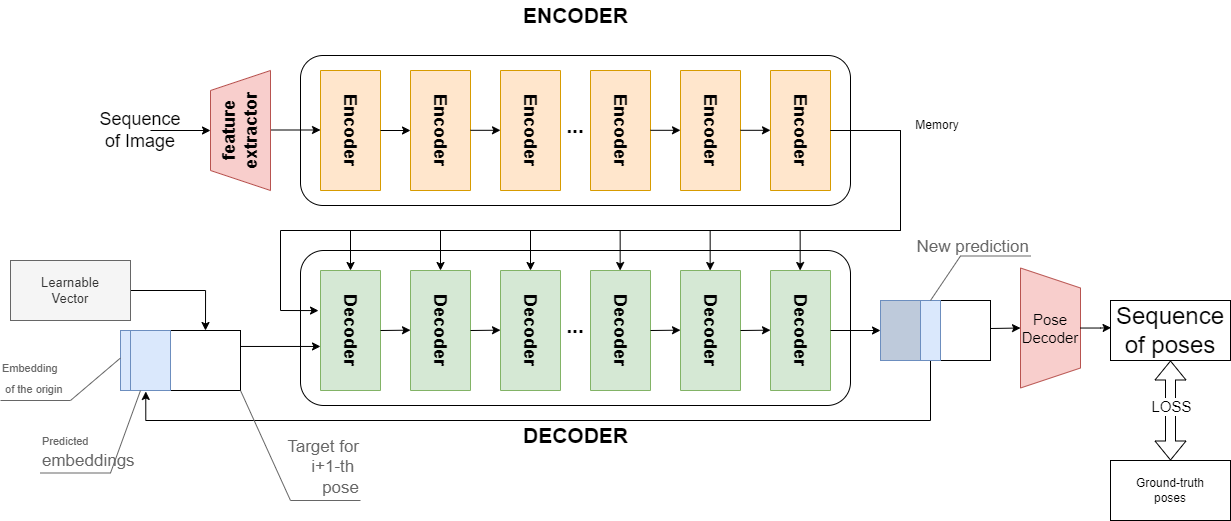 ENCODER
Sequence
of Image
feature
extractor
Encoder
Encoder
Encoder
...
Encoder
Encoder
Encoder
Memory
New prediction
Learnable
Vector
Decoder
Decoder
Decoder
...
Decoder
Decoder
Decoder
Pose
Decoder
Sequence
of poses
Embedding
of the origin
Predicted
embeddings
Target for
i+1-th
pose
DECODER
LOSS
Ground-truth
poses